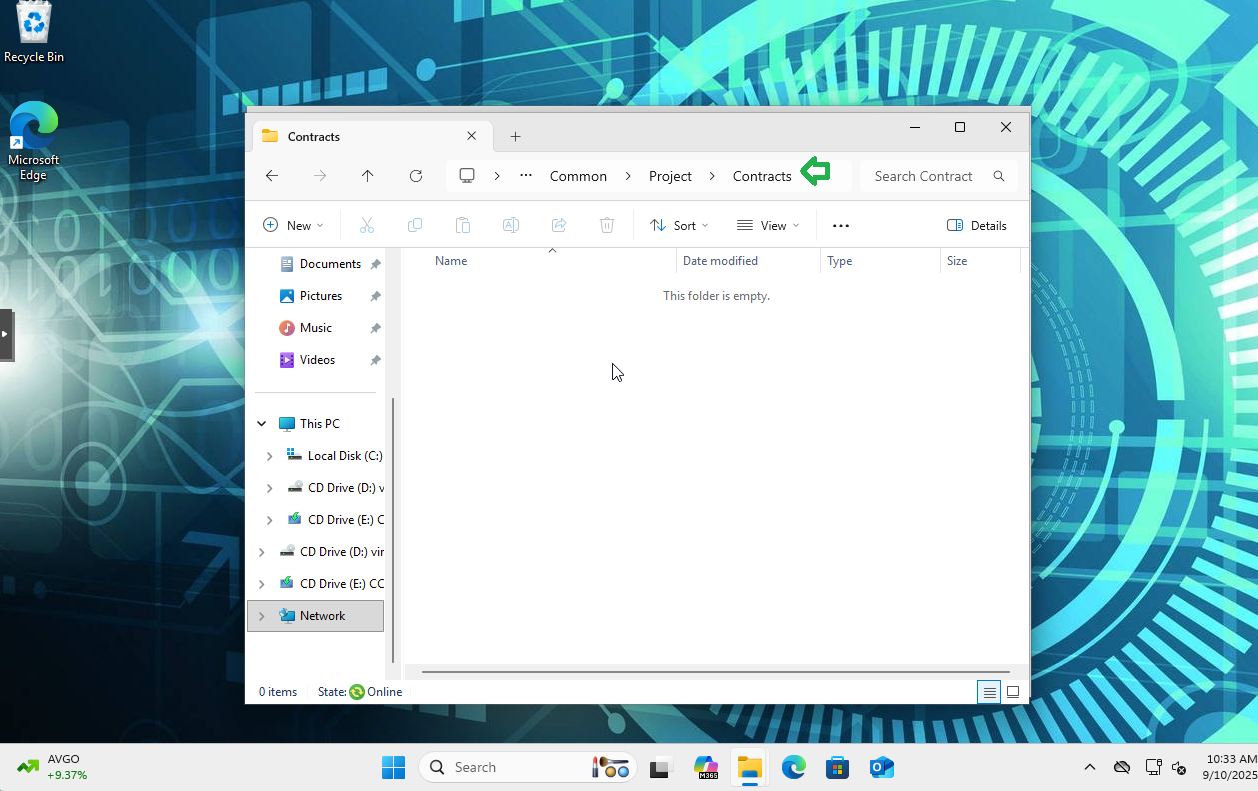 Recycle Bin
Microsoft
Edge
Contracts
Common
Project
Contracts
Search Contract
New
Sort
View
Details
Documents
Pictures
Music
Videos
This PC
Local Disk (C:)
CD Drive (D:) v
CD Drive (E:) C
CD Drive (D:) vir
CD Drive (E:) CC
Network
Name
Date modified
Type
Size
This folder is empty.
0 items
State:
Online
AVGO
+9.37%
Search
M365
10:33 AM
9/10/2025